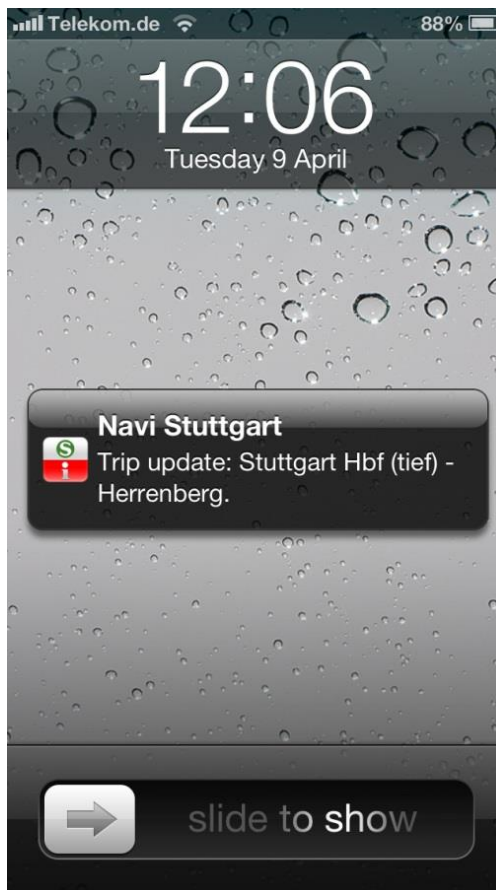 Telekom.de 88%
12:06
Tuesday 9 April
Navi Stuttgart
S
i
Trip update: Stuttgart Hbf (tief) -
Herrenberg.
slide to show